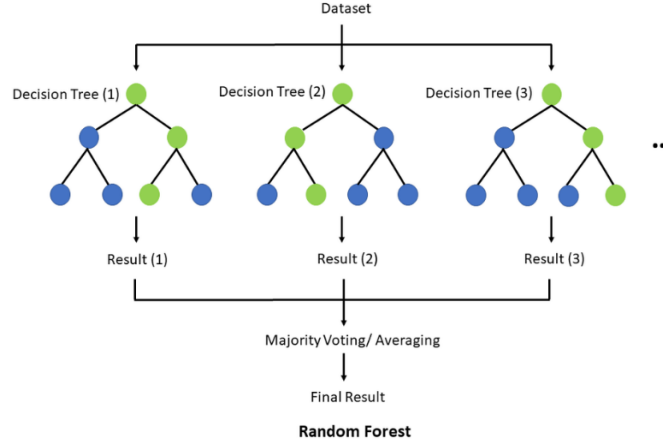 Dataset
Decision Tree (1)
Decision Tree (2)
Decision Tree (3)
...
Result (1)
Result (2)
Result (3)
Majority Voting/ Averaging
Final Result
Random Forest